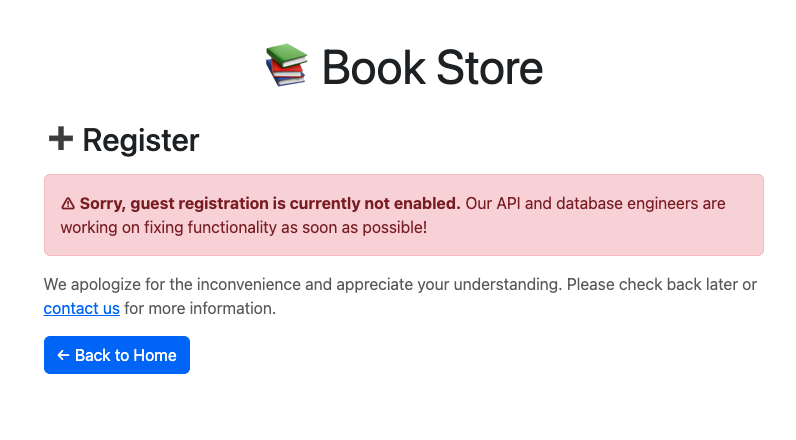 📚 Book Store
➕ Register
⚠ Sorry, guest registration is currently not enabled. Our API and database engineers are
working on fixing functionality as soon as possible!
We apologize for the inconvenience and appreciate your understanding. Please check back later or
contact us for more information.
← Back to Home